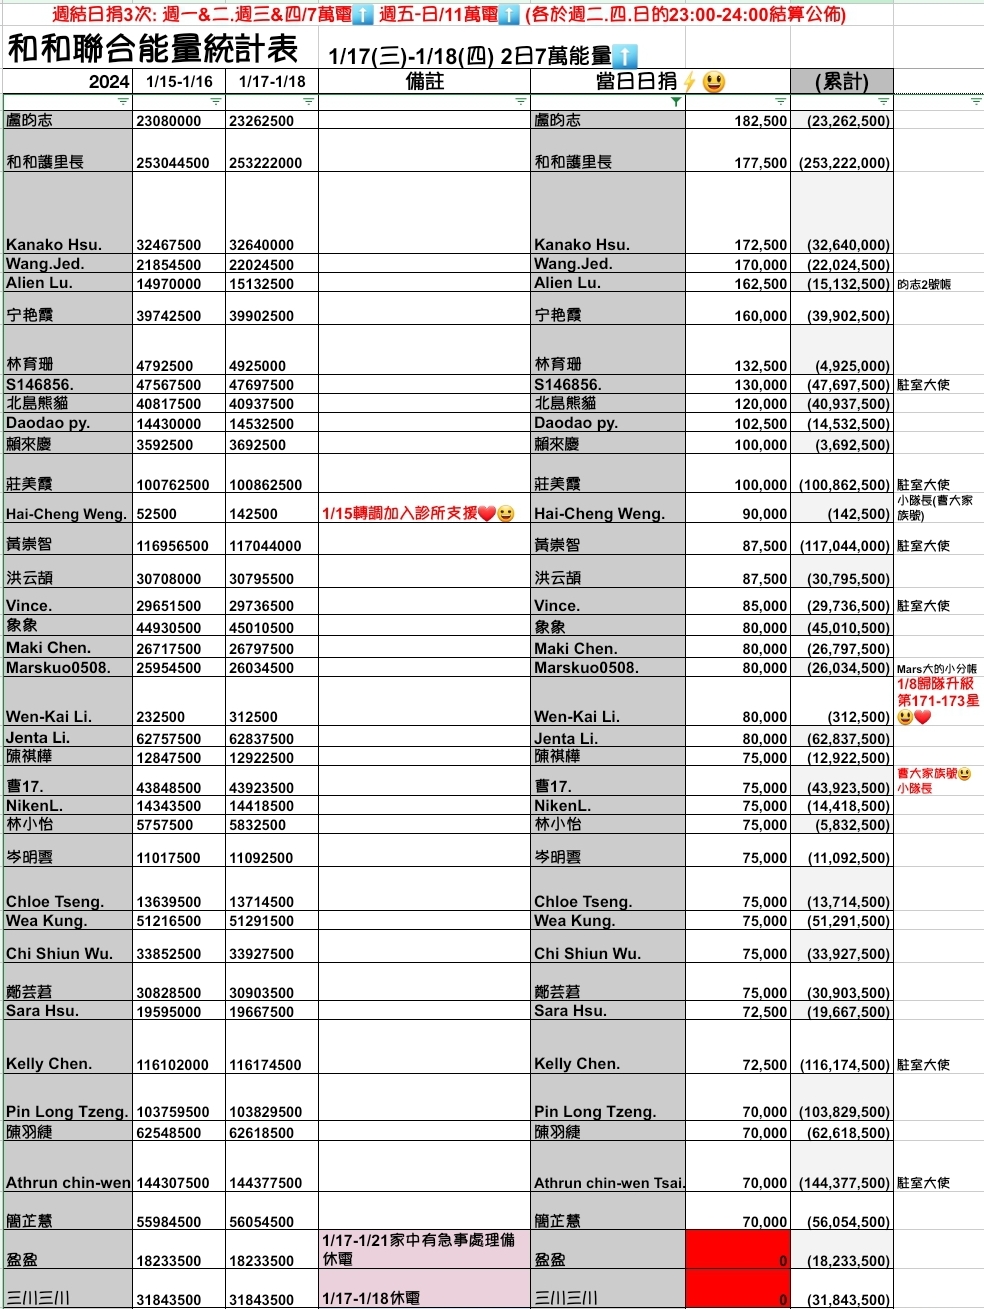 週結日捐3次: 週一&二.週三&四/7萬電⬆️ 週五-日/11萬電⬆️ (各於週二.四.日的23:00-24:00結算公佈)
和和聯合能量統計表 1/17(三)-1/18(四) 2日7萬能量⬆️
2024 1/15-1/16 1/17-1/18 備註 當日日捐⚡😃 (累計)
盧昀志 23080000 23262500 盧昀志 182,500 (23,262,500)
和和護里長 253044500 253222000 和和護里長 177,500 (253,222,000)
Kanako Hsu. 32467500 32640000 Kanako Hsu. 172,500 (32,640,000)
Wang.Jed. 21854500 22024500 Wang.Jed. 170,000 (22,024,500)
Alien Lu. 14970000 15132500 Alien Lu. 162,500 (15,132,500) 昀志2號帳
宁艳霞 39742500 39902500 宁艳霞 160,000 (39,902,500)
林育珊 4792500 4925000 林育珊 132,500 (4,925,000)
S146856. 47567500 47697500 S146856. 130,000 (47,697,500) 駐室大使
北島熊貓 40817500 40937500 北島熊貓 120,000 (40,937,500)
Daodao py. 14430000 14532500 Daodao py. 102,500 (14,532,500)
賴來慶 3592500 3692500 賴來慶 100,000 (3,692,500)
莊美霞 100762500 100862500 莊美霞 100,000 (100,862,500) 駐室大使
Hai-Cheng Weng. 52500 142500 1/15轉調加入診所支援❤️😄 Hai-Cheng Weng. 90,000 (142,500) 小隊長(曹大家
族號)
黃崇智 116956500 117044000 黃崇智 87,500 (117,044,000) 駐室大使
洪云頡 30708000 30795500 洪云頡 87,500 (30,795,500)
Vince. 29651500 29736500 Vince. 85,000 (29,736,500) 駐室大使
象象 44930500 45010500 象象 80,000 (45,010,500)
Maki Chen. 26717500 26797500 Maki Chen. 80,000 (26,797,500)
Marskuo0508. 25954500 26034500 Marskuo0508. 80,000 (26,034,500) Mars大的小分帳
1/8歸隊升級
第171-173星
Wen-Kai Li. 232500 312500 Wen-Kai Li. 80,000 (312,500) 😃❤️
Jenta Li. 62757500 62837500 Jenta Li. 80,000 (62,837,500)
陳祺樺 12847500 12922500 陳祺樺 75,000 (12,922,500)
曹大家族號😃
曹17. 43848500 43923500 曹17. 75,000 (43,923,500) 小隊長
NikenL. 14343500 14418500 NikenL. 75,000 (14,418,500)
林小怡 5757500 5832500 林小怡 75,000 (5,832,500)
岑明雲 11017500 11092500 岑明雲 75,000 (11,092,500)
Chloe Tseng. 13639500 13714500 Chloe Tseng. 75,000 (13,714,500)
Wea Kung. 51216500 51291500 Wea Kung. 75,000 (51,291,500)
Chi Shiun Wu. 33852500 33927500 Chi Shiun Wu. 75,000 (33,927,500)
鄭芸莙 30828500 30903500 鄭芸莙 75,000 (30,903,500)
Sara Hsu. 19595000 19667500 Sara Hsu. 72,500 (19,667,500)
Kelly Chen. 116102000 116174500 Kelly Chen. 72,500 (116,174,500) 駐室大使
Pin Long Tzeng. 103759500 103829500 Pin Long Tzeng. 70,000 (103,829,500)
陳羽緁 62548500 62618500 陳羽緁 70,000 (62,618,500)
Athrun chin-wen 144307500 144377500 Athrun chin-wen Tsai. 70,000 (144,377,500) 駐室大使
簡芷慧 55984500 56054500 簡芷慧 70,000 (56,054,500)
1/17-1/21家中有急事處理備
盈盈 18233500 18233500 休電 盈盈 0 (18,233,500)
三川三川 31843500 31843500 1/17-1/18休電 三川三川 0 (31,843,500)